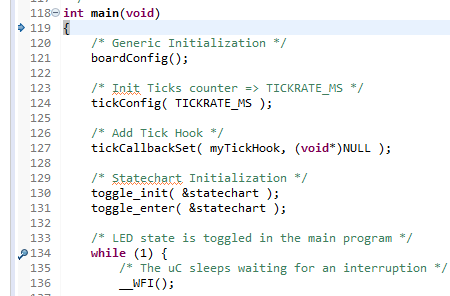 118 int main(void)
119 {
120 /* Generic Initialization */
121 boardConfig();
122
123 /* Init Ticks counter => TICKRATE_MS */
124 tickConfig( TICKRATE_MS );
125
126 /* Add Tick Hook */
127 tickCallbackSet( myTickHook, (void*)NULL );
128
129 /* Statechart Initialization */
130 toggle_init( &statechart );
131 toggle_enter( &statechart );
132
133 /* LED state is toggled in the main program */
134 while (1) {
135 /* The uC sleeps waiting for an interruption */
136 __WFI();